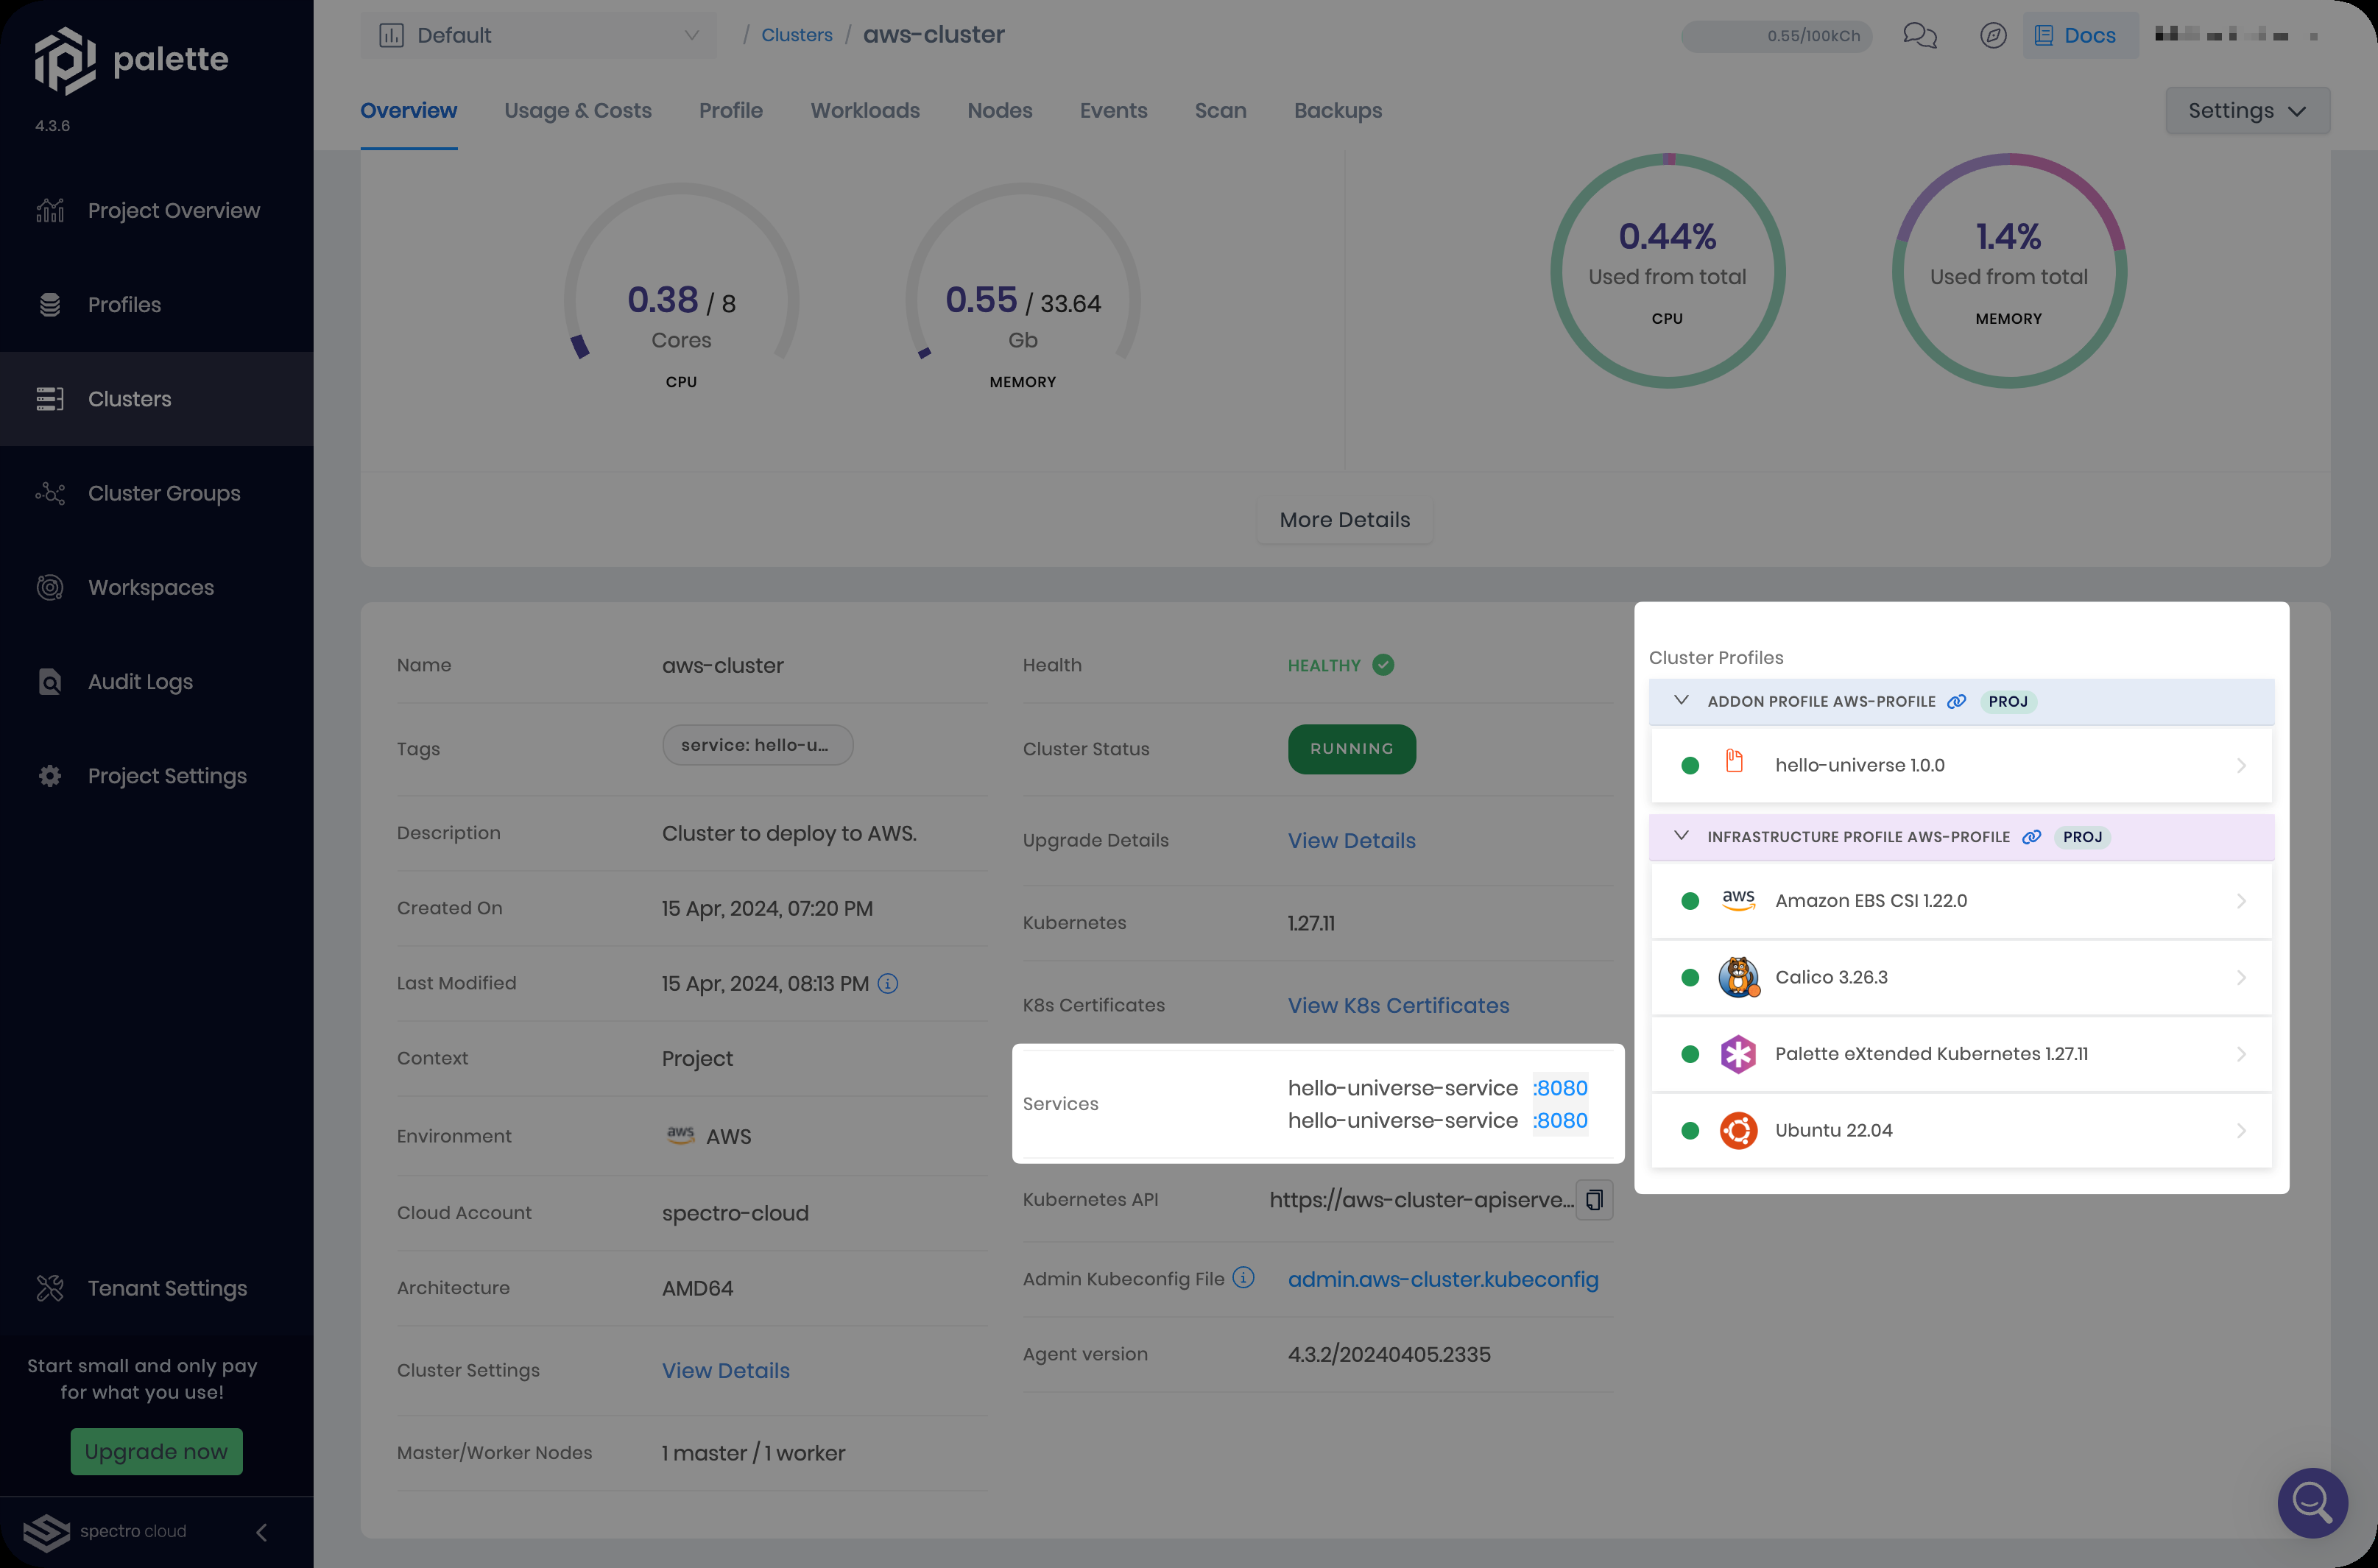 palette
4.3.6
Project Overview
Profiles
Clusters
Cluster Groups
Workspaces
Audit Logs
Project Settings
Tenant Settings
Start small and only pay
for what you use!
Upgrade now
spectro cloud
Default
/ Clusters / aws-cluster
0.55/100kCh
Docs
Overview
Usage & Costs
Profile
Workloads
Nodes
Events
Scan
Backups
Settings
0.38 / 8
Cores
CPU
0.55 / 33.64
Gb
MEMORY
0.44%
Used from total
CPU
1.4%
Used from total
MEMORY
More Details
Name aws-cluster
Tags service: hello-u...
Description Cluster to deploy to AWS.
Created On 15 Apr, 2024, 07:20 PM
Last Modified 15 Apr, 2024, 08:13 PM
Context Project
Environment aws AWS
Cloud Account spectro-cloud
Architecture AMD64
Cluster Settings View Details
Master/Worker Nodes 1 master / 1 worker
Health HEALTHY
Cluster Status RUNNING
Upgrade Details View Details
Kubernetes 1.27.11
K8s Certificates View K8s Certificates
Services
hello-universe-service :8080
hello-universe-service :8080
Kubernetes API https://aws-cluster-apiserve...
Admin Kubeconfig File admin.aws-cluster.kubeconfig
Agent version 4.3.2/20240405.2335
Cluster Profiles
ADDON PROFILE AWS-PROFILE PROJ
hello-universe 1.0.0
INFRASTRUCTURE PROFILE AWS-PROFILE PROJ
aws Amazon EBS CSI 1.22.0
Calico 3.26.3
Palette eXtended Kubernetes 1.27.11
Ubuntu 22.04